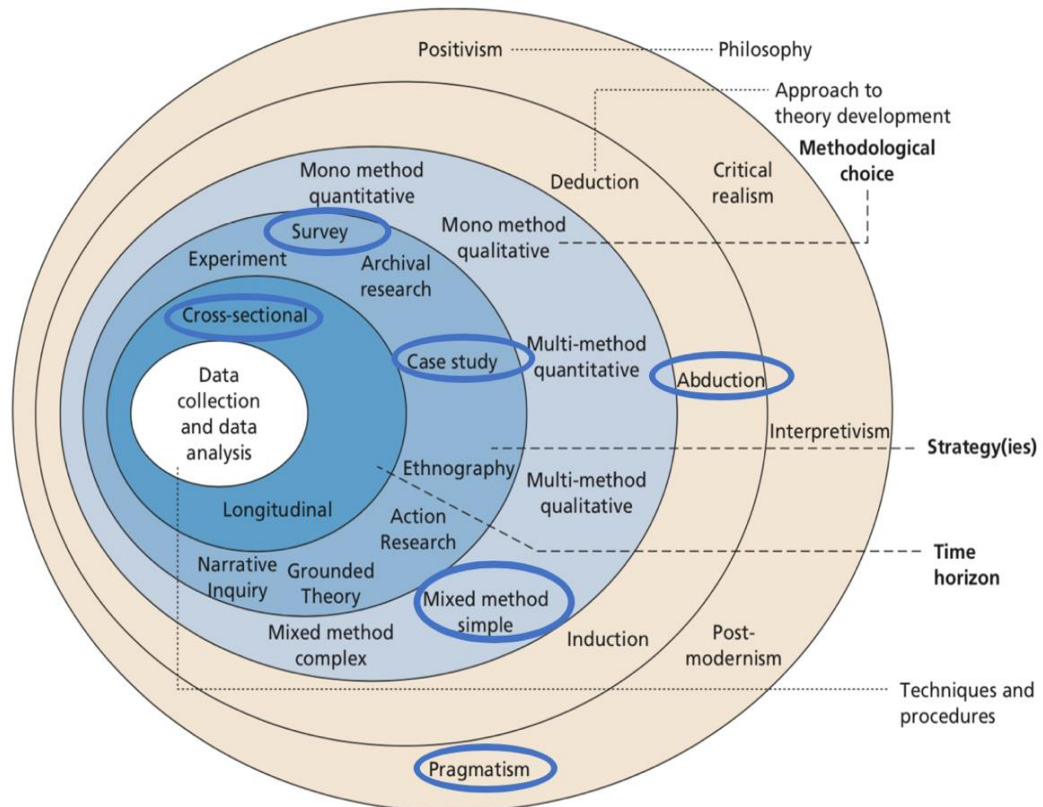 Positivism
Philosophy
Approach to
theory development
Methodological
choice
Mono method
quantitative
Deduction
Critical
realism
Survey
Mono method
qualitative
Experiment
Archival
research
Cross-sectional
Case study
Multi-method
quantitative
Abduction
Data
collection
and data
analysis
Interpretivism
Strategy(ies)
Ethnography
Multi-method
qualitative
Longitudinal
Action
Research
Time
horizon
Narrative
Inquiry
Grounded
Theory
Mixed method
simple
Mixed method
complex
Induction
Post-
modernism
Techniques and
procedures
Pragmatism